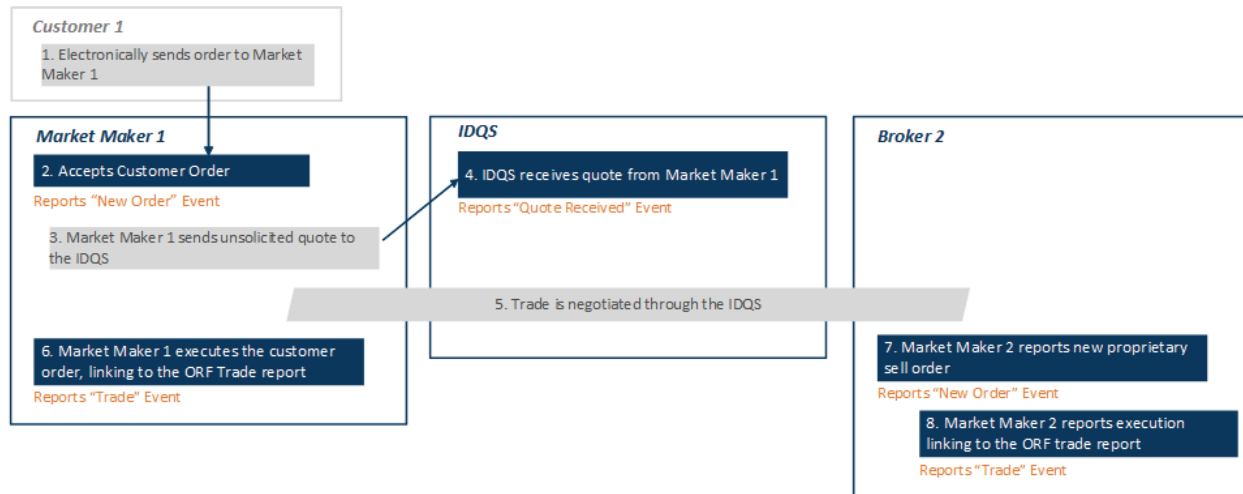 Customer 1
1. Electronically sends order to Market
Maker 1
Market Maker 1
2. Accepts Customer Order
Reports “New Order” Event
3. Market Maker 1 sends unsolicited quote to
the IDQS
IDQS
4. IDQS receives quote from Market Maker 1
Reports “Quote Received” Event
5. Trade is negotiated through the IDQS
6. Market Maker 1 executes the customer
order, linking to the ORF Trade report
Reports “Trade” Event
Broker 2
7. Market Maker 2 reports new proprietary
sell order
Reports “New Order” Event
8. Market Maker 2 reports execution
linking to the ORF trade report
Reports “Trade” Event